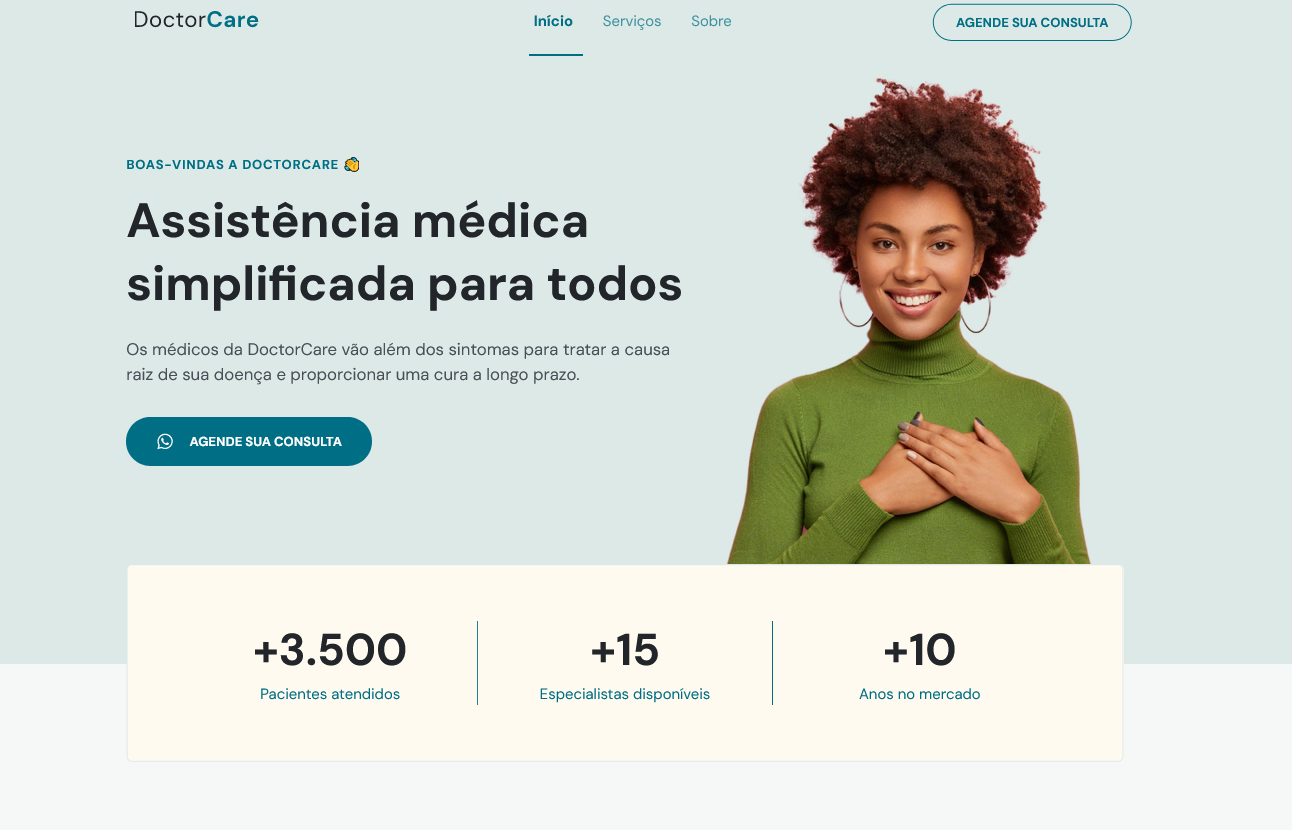 DoctorCare
Início
Serviços
Sobre
AGENDE SUA CONSULTA
BOAS-VINDAS A DOCTORCARE 👋
Assistência médica
simplificada para todos
Os médicos da DoctorCare vão além dos sintomas para tratar a causa
raiz de sua doença e proporcionar uma cura a longo prazo.
AGENDE SUA CONSULTA
+3.500
Pacientes atendidos
+15
Especialistas disponíveis
+10
Anos no mercado